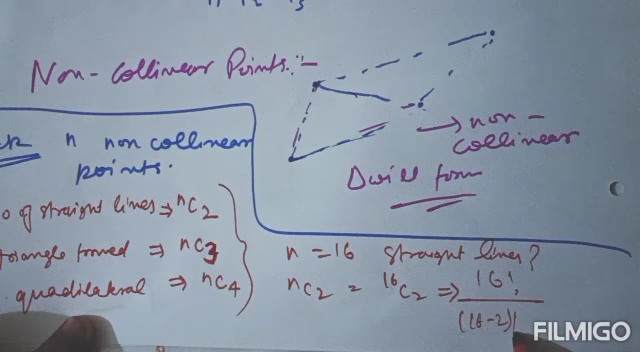 Non-Collinear Points:-
n non collinear
points.
→ non-
collinear
Δ will form
o of straight lines ⇒ nC2
triangle formed ⇒ nC3
quadilateral ⇒ nC4
n = 16 straight lines?
nC2 = 16C2 ⇒ 16!
(16-2)!
FILMIGO